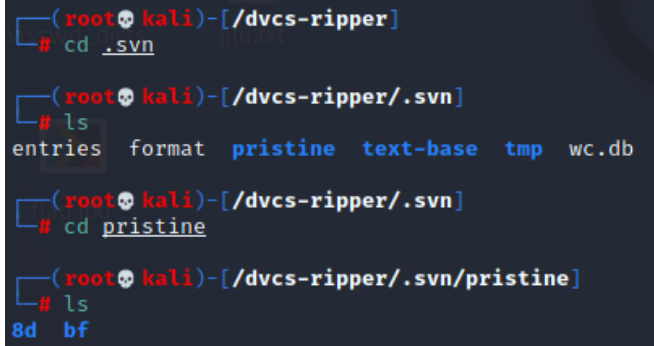 ┌──(root💀kali)-[/dvcs-ripper]
└─# cd .svn
┌──(root💀kali)-[/dvcs-ripper/.svn]
└─# ls
entries format pristine text-base tmp wc.db
┌──(root💀kali)-[/dvcs-ripper/.svn]
└─# cd pristine
┌──(root💀kali)-[/dvcs-ripper/.svn/pristine]
└─# ls
8d bf